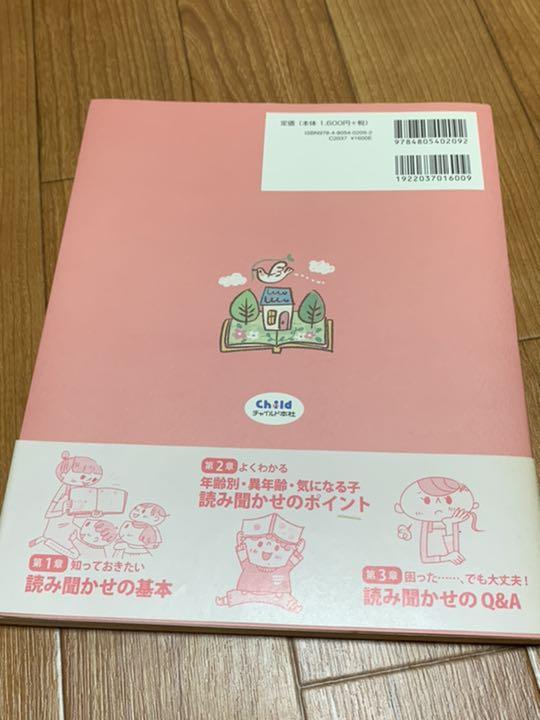 定価(本体 1,600円+税)
ISBN978-4-8054-0209-2
C2037 ¥1600E
9784805402092
1922037016009
Child
チャイルド本社
第2章 よくわかる
年齢別・異年齢・気になる子
読み聞かせのポイント
第1章 知っておきたい
読み聞かせの基本
第3章 困った……、でも大丈夫!
読み聞かせの Q&A